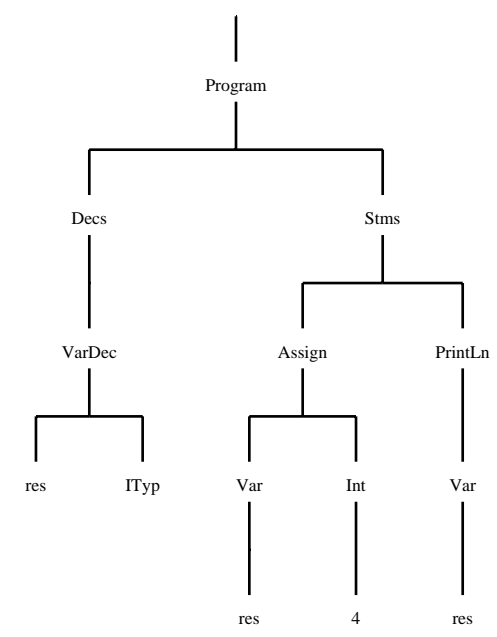 Program
Decs Stms
VarDec Assign PrintLn
res ITyp Var Int Var
res 4 res